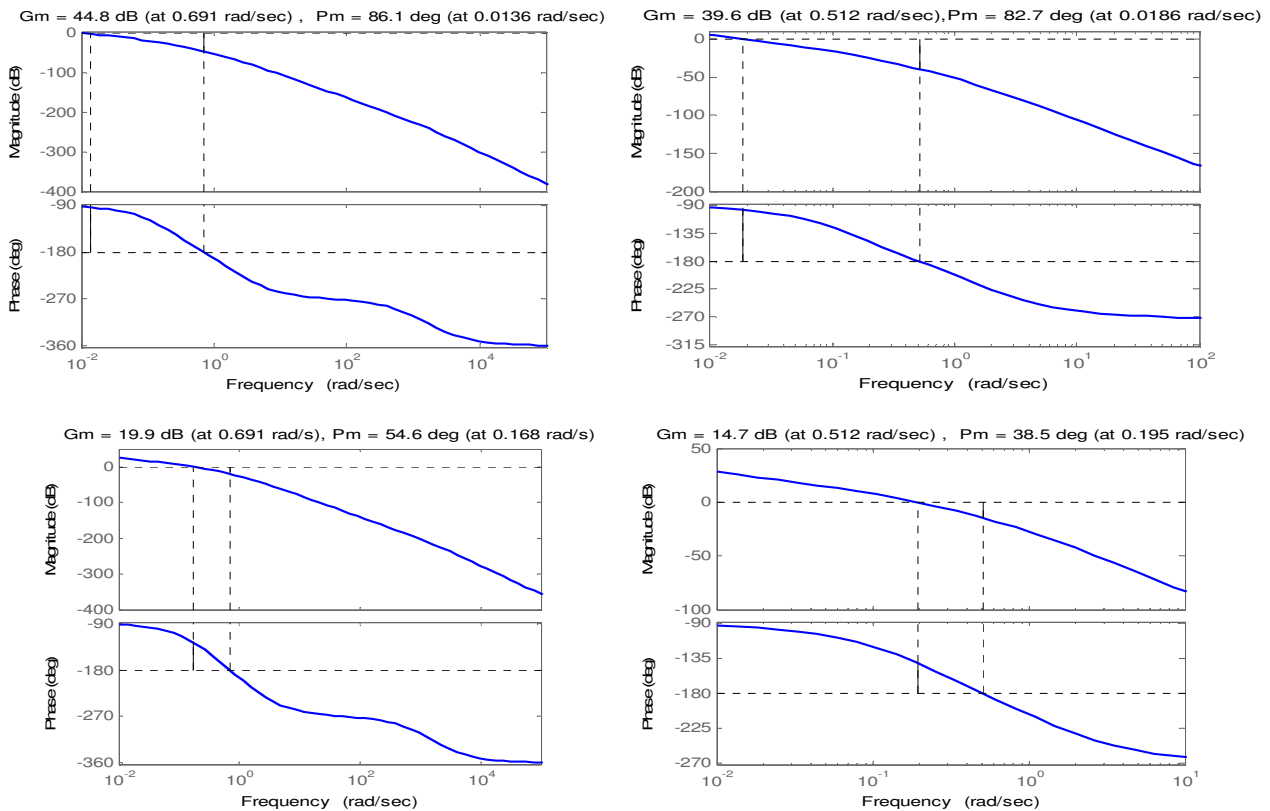 Gm = 44.8 dB (at 0.691 rad/sec) , Pm = 86.1 deg (at 0.0136 rad/sec)
0
-100
-200
-300
-400
Magnitude (dB)
-90
-180
-270
-360
Phase (deg)
10^-2 10^0 10^2 10^4
Frequency (rad/sec)
Gm = 39.6 dB (at 0.512 rad/sec),Pm = 82.7 deg (at 0.0186 rad/sec)
0
-50
-100
-150
-200
Magnitude (dB)
-90
-135
-180
-225
-270
-315
Phase (deg)
10^-2 10^-1 10^0 10^1 10^2
Frequency (rad/sec)
Gm = 19.9 dB (at 0.691 rad/s), Pm = 54.6 deg (at 0.168 rad/s)
0
-100
-200
-300
-400
Magnitude (dB)
-90
-180
-270
-360
Phase (deg)
10^-2 10^0 10^2 10^4
Frequency (rad/sec)
Gm = 14.7 dB (at 0.512 rad/sec) , Pm = 38.5 deg (at 0.195 rad/sec)
50
0
-50
-100
Magnitude (dB)
-90
-135
-180
-225
-270
Phase (deg)
10^-2 10^-1 10^0 10^1
Frequency (rad/sec)